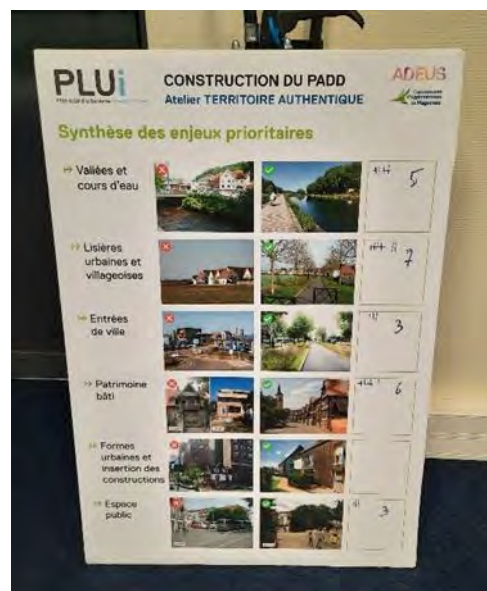 PLUi
CONSTRUCTION DU PADD
Atelier TERRITOIRE AUTHENTIQUE
ADEUS
Synthèse des enjeux prioritaires
Vallées et
cours d'eau
5
Lisières
urbaines et
villageoises
7
Entrées
de ville
3
Patrimoine
bâti
6
Formes
urbaines et
insertion des
constructions
Espace
public
3